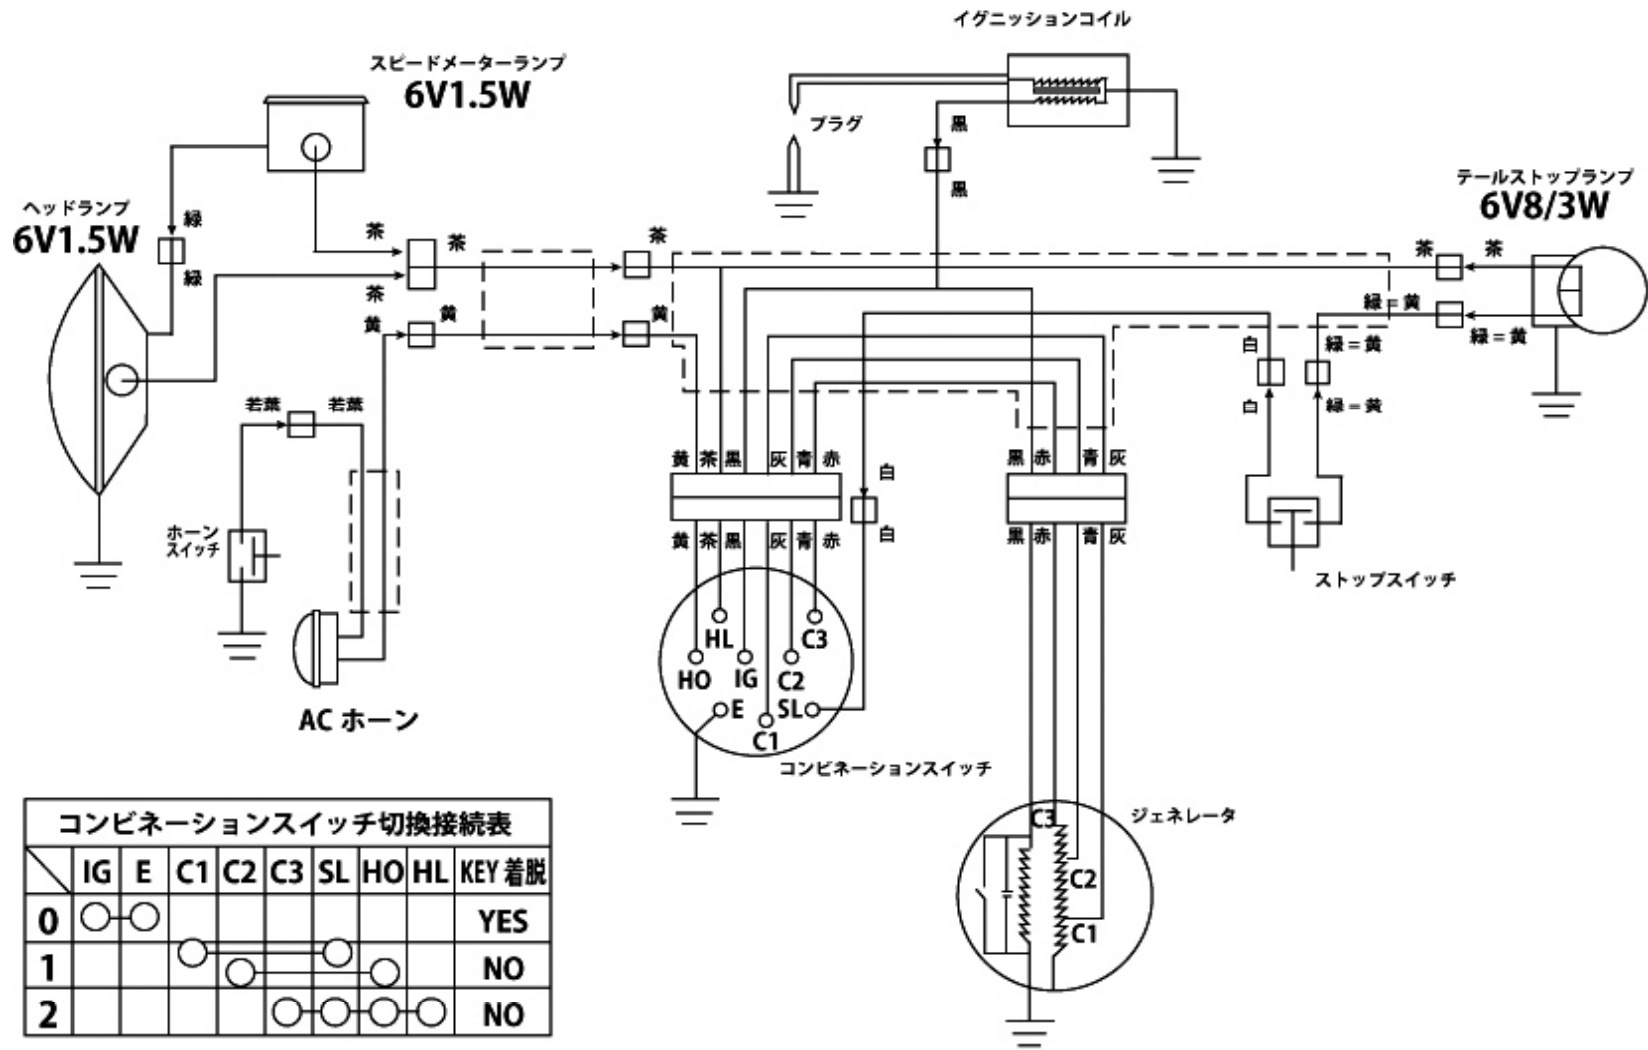 イグニッションコイル
スピードメーターランプ
6V1.5W
黒
プラグ
黒
テールストップランプ
6V8/3W
ヘッドランプ
6V1.5W
緑
緑
茶
茶
茶
茶
茶
茶
黄
黄
黄
緑=黄
緑=黄
白
緑=黄
白
緑=黄
若葉
若葉
黄 茶 黒 灰 青 赤
白
黒 赤 青 灰
ホーン
スイッチ
黄 茶 黒 灰 青 赤
白
黒 赤 青 灰
ストップスイッチ
HL
C3
HO
IG
C2
E
SL
C1
AC ホーン
コンビネーションスイッチ
ジェネレータ
C3
C2
C1
コンビネーションスイッチ切換接続表
IG E C1 C2 C3 SL HO HL KEY 着脱
0 YES
1 NO
2 NO